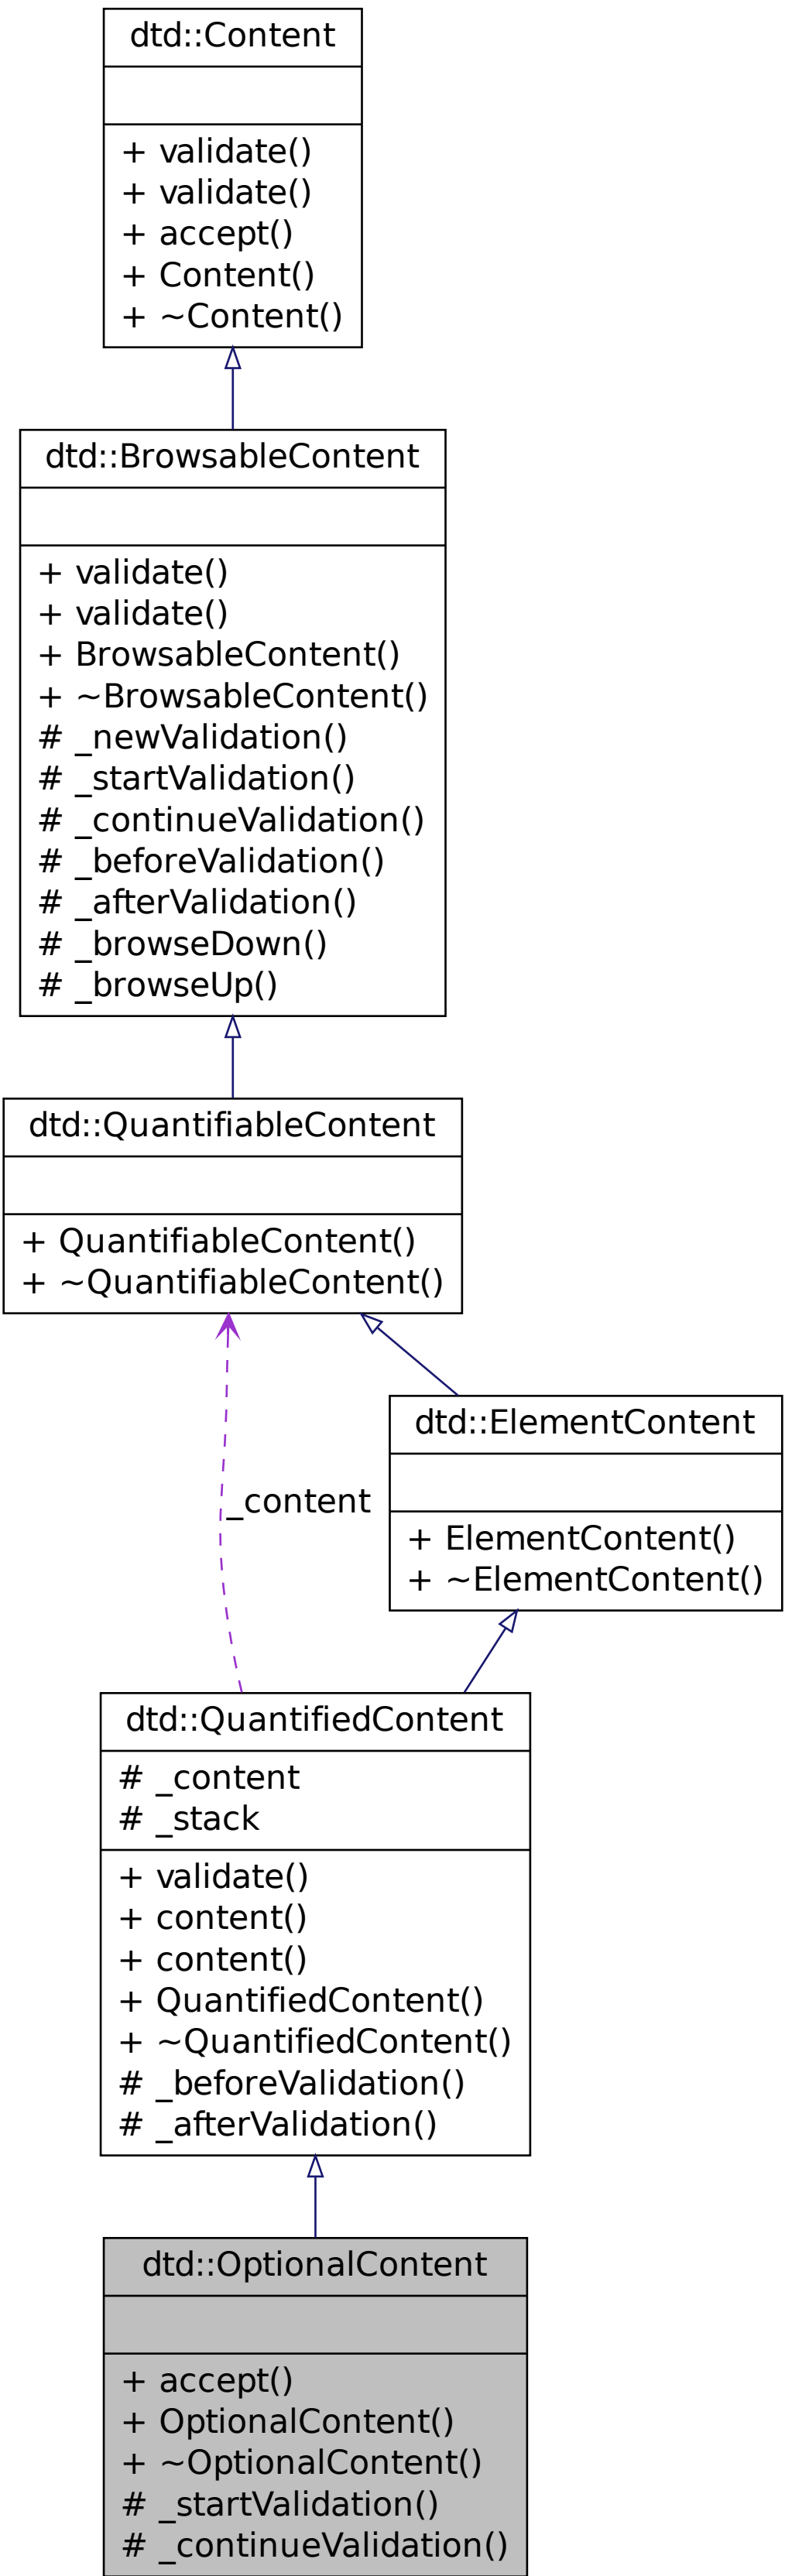 dtd::Content
+ validate()
+ validate()
+ accept()
+ Content()
+ ~Content()
dtd::BrowsableContent
+ validate()
+ validate()
+ BrowsableContent()
+ ~BrowsableContent()
# _newValidation()
# _startValidation()
# _continueValidation()
# _beforeValidation()
# _afterValidation()
# _browseDown()
# _browseUp()
dtd::QuantifiableContent
+ QuantifiableContent()
+ ~QuantifiableContent()
dtd::ElementContent
+ ElementContent()
+ ~ElementContent()
_content
dtd::QuantifiedContent
# _content
# _stack
+ validate()
+ content()
+ content()
+ QuantifiedContent()
+ ~QuantifiedContent()
# _beforeValidation()
# _afterValidation()
dtd::OptionalContent
+ accept()
+ OptionalContent()
+ ~OptionalContent()
# _startValidation()
# _continueValidation()